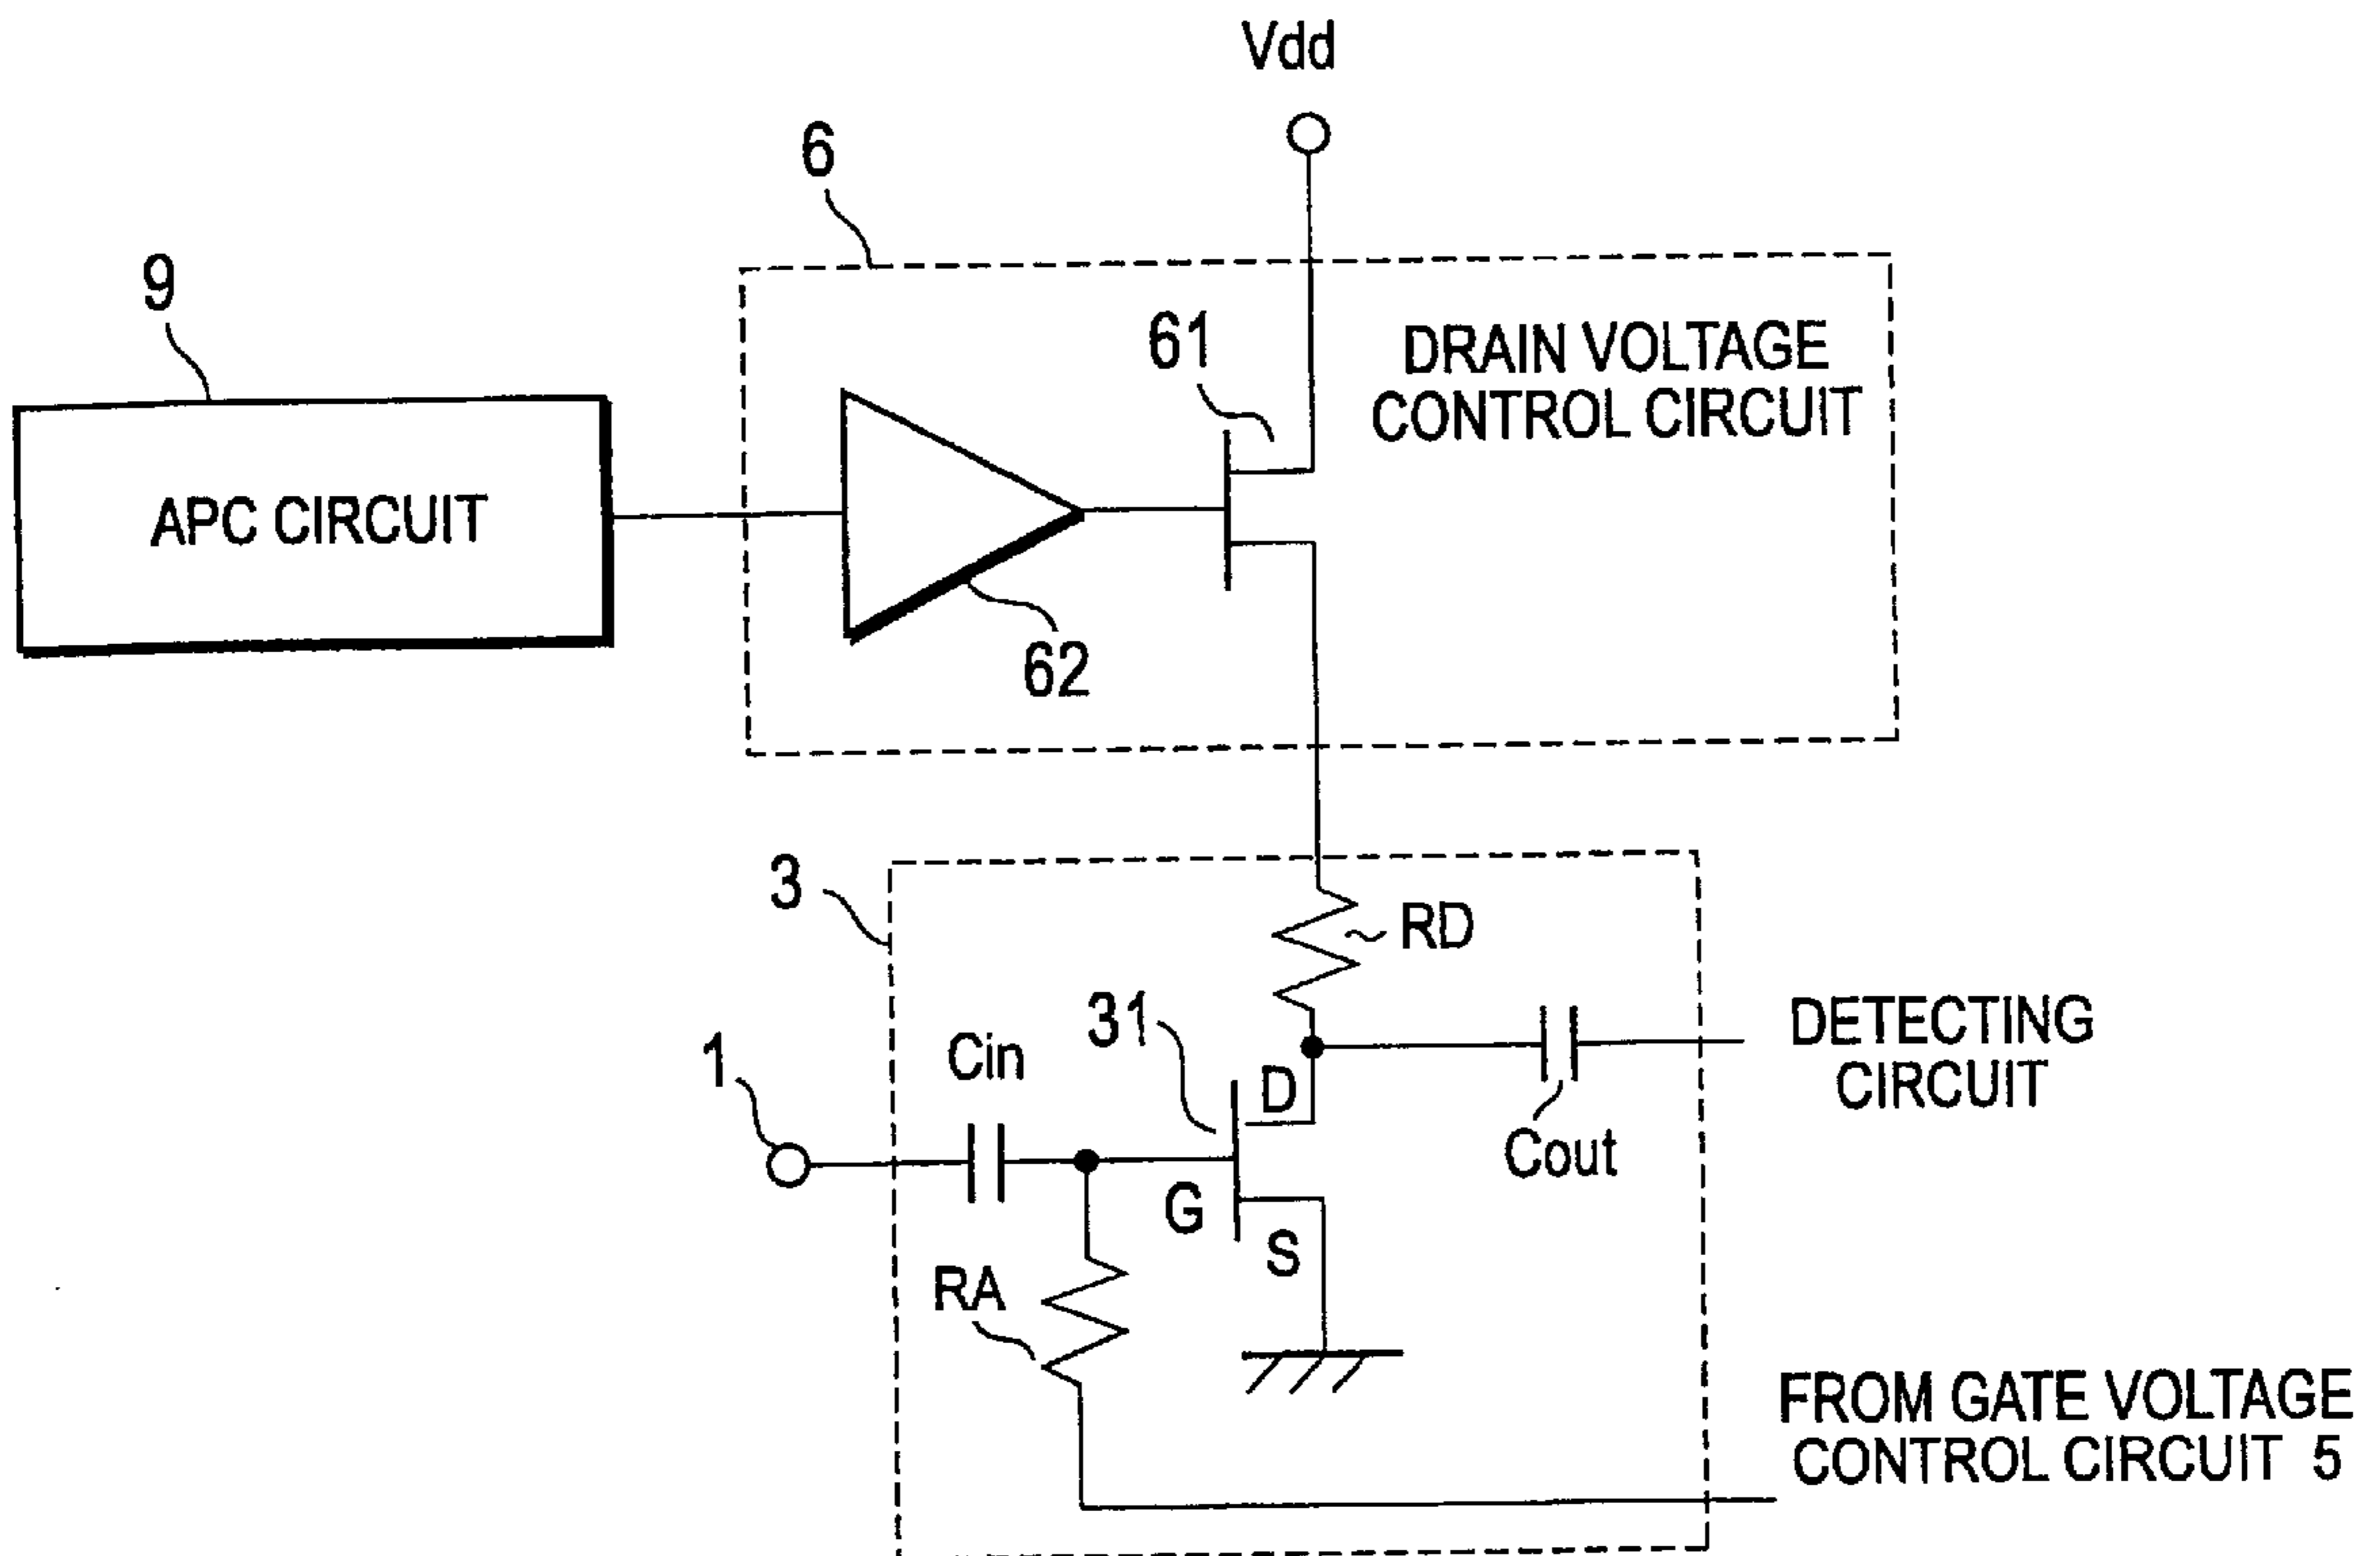 Vdd
6
9
61
DRAIN VOLTAGE
CONTROL CIRCUIT
APC CIRCUIT
62
3
RD
31
DETECTING
CIRCUIT
1
Cin
D
Cout
G
S
RA
FROM GATE VOLTAGE
CONTROL CIRCUIT 5